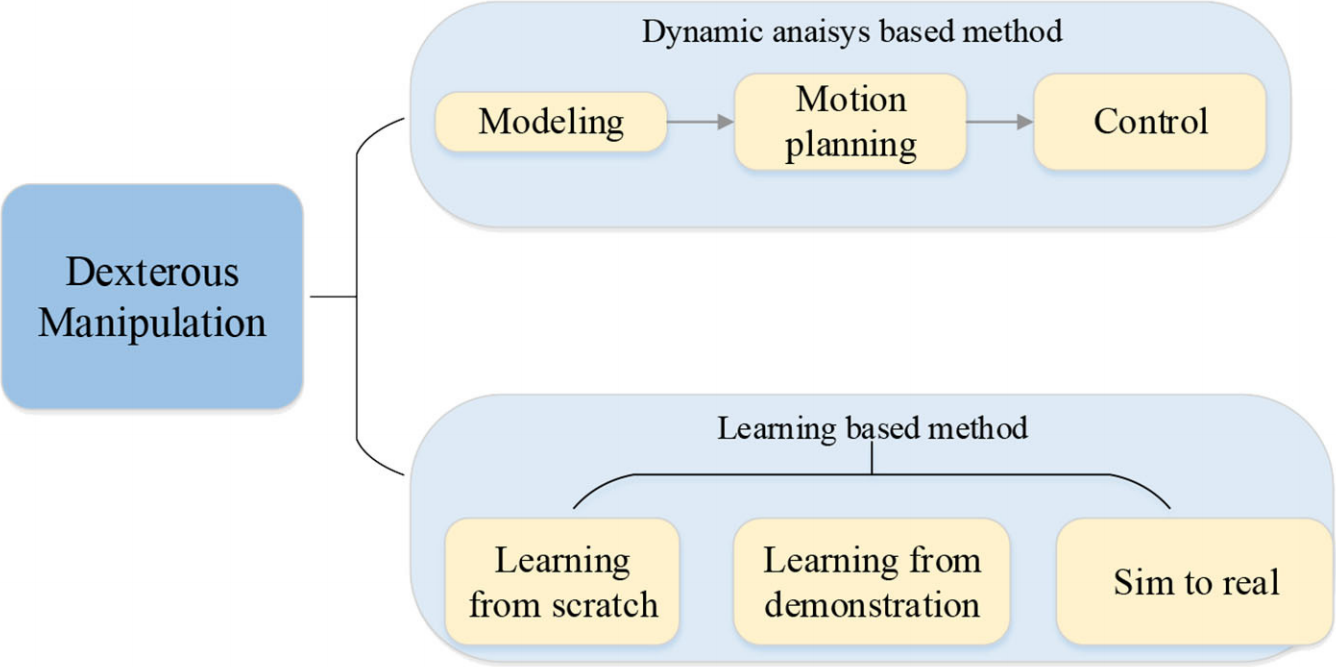 Dynamic anaisys based method
Modeling
Motion
planning
Control
Dexterous
Manipulation
Learning based method
Learning
from scratch
Learning from
demonstration
Sim to real